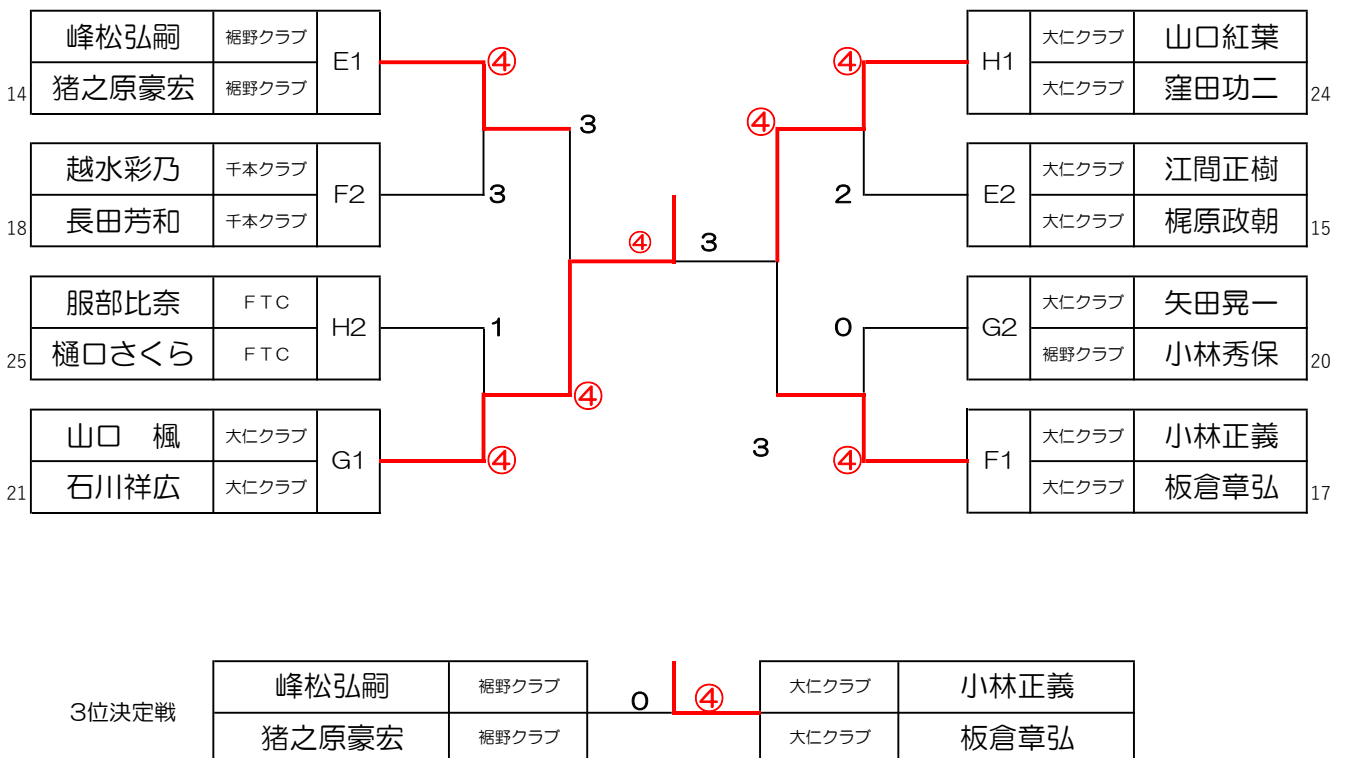 峰松弘嗣 裾野クラブ E1 ④ ④ H1 大仁クラブ 山口紅葉
14 猪之原豪宏 裾野クラブ 大仁クラブ 窪田功二 24
3 ④
越水彩乃 千本クラブ F2 3 2 E2 大仁クラブ 江間正樹
18 長田芳和 千本クラブ 大仁クラブ 梶原政朝 15
④ 3
服部比奈 FTC H2 1 0 G2 大仁クラブ 矢田晃一
25 樋口さくら FTC 裾野クラブ 小林秀保 20
④
山口 楓 大仁クラブ G1 ④ 3 ④ F1 大仁クラブ 小林正義
21 石川祥広 大仁クラブ 大仁クラブ 板倉章弘 17
3位決定戦 峰松弘嗣 裾野クラブ 0 ④ 大仁クラブ 小林正義
猪之原豪宏 裾野クラブ 大仁クラブ 板倉章弘